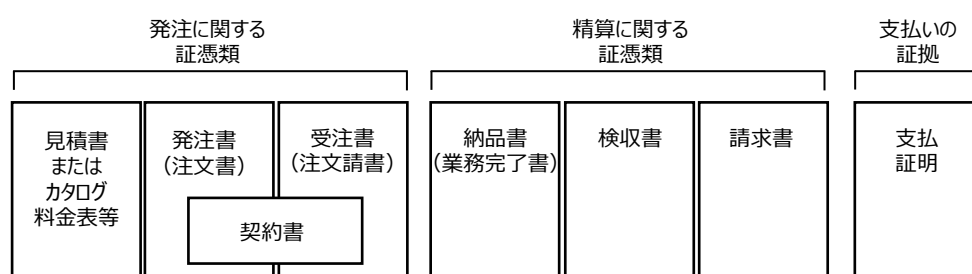 発注に関する
証憑類
精算に関する
証憑類
支払いの
証拠
見積書
または
カタログ
料金表等
発注書
（注文書）
受注書
（注文請書）
契約書
納品書
（業務完了書）
検収書
請求書
支払
証明